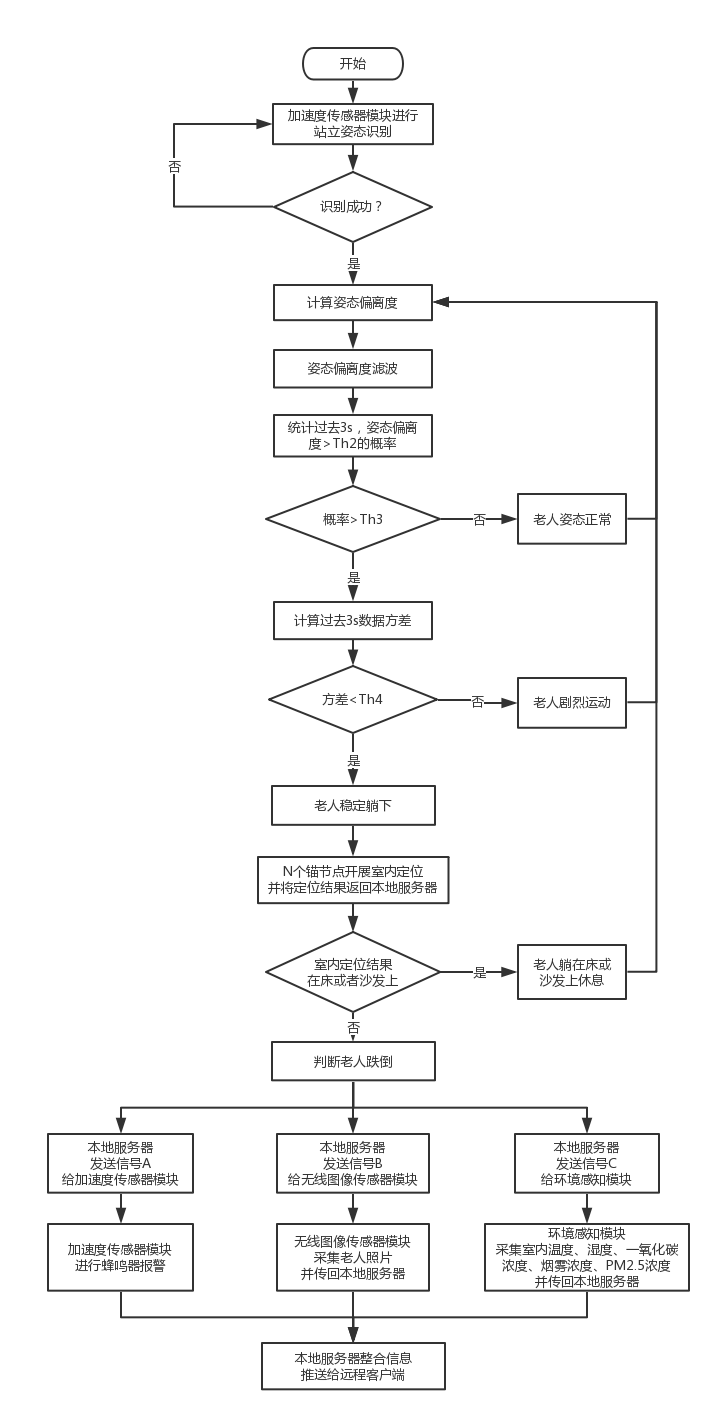 开始
加速度传感器模块进行
站立姿态识别
否
识别成功？
是
计算姿态偏离度
姿态偏离度滤波
统计过去3s，姿态偏离
度>Th2的概率
概率>Th3
否
老人姿态正常
是
计算过去3s数据方差
方差<Th4
否
老人剧烈运动
是
老人稳定躺下
N个锚节点开展室内定位
并将定位结果返回本地服务器
室内定位结果
在床或者沙发上
是
老人躺在床或
沙发上休息
否
判断老人跌倒
本地服务器
发送信号A
给加速度传感器模块
本地服务器
发送信号B
给无线图像传感器模块
本地服务器
发送信号C
给环境感知模块
加速度传感器模块
进行蜂鸣器报警
无线图像传感器模块
采集老人照片
并传回本地服务器
环境感知模块
采集室内温度、湿度、一氧化碳
浓度、烟雾浓度、PM2.5浓度
并传回本地服务器
本地服务器整合信息
推送给远程客户端